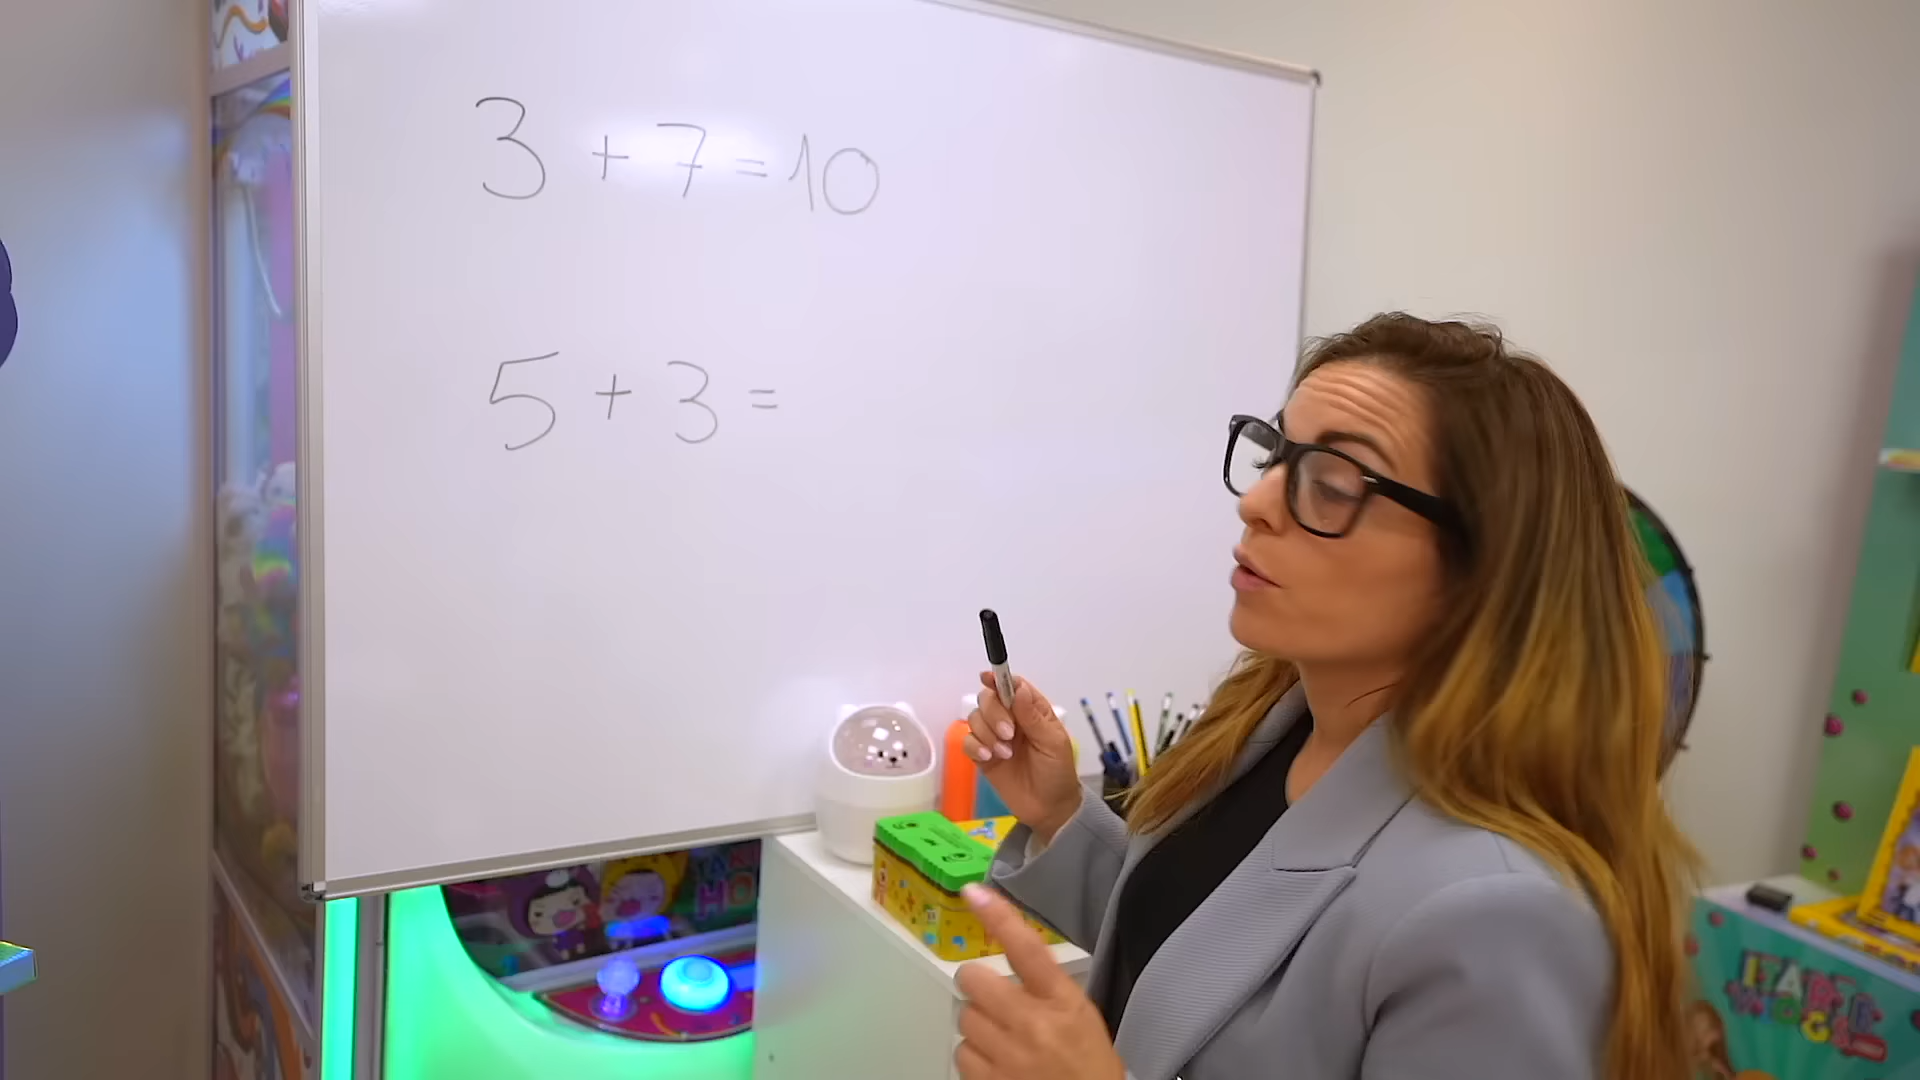 3 + 7 = 10
5 + 3 =